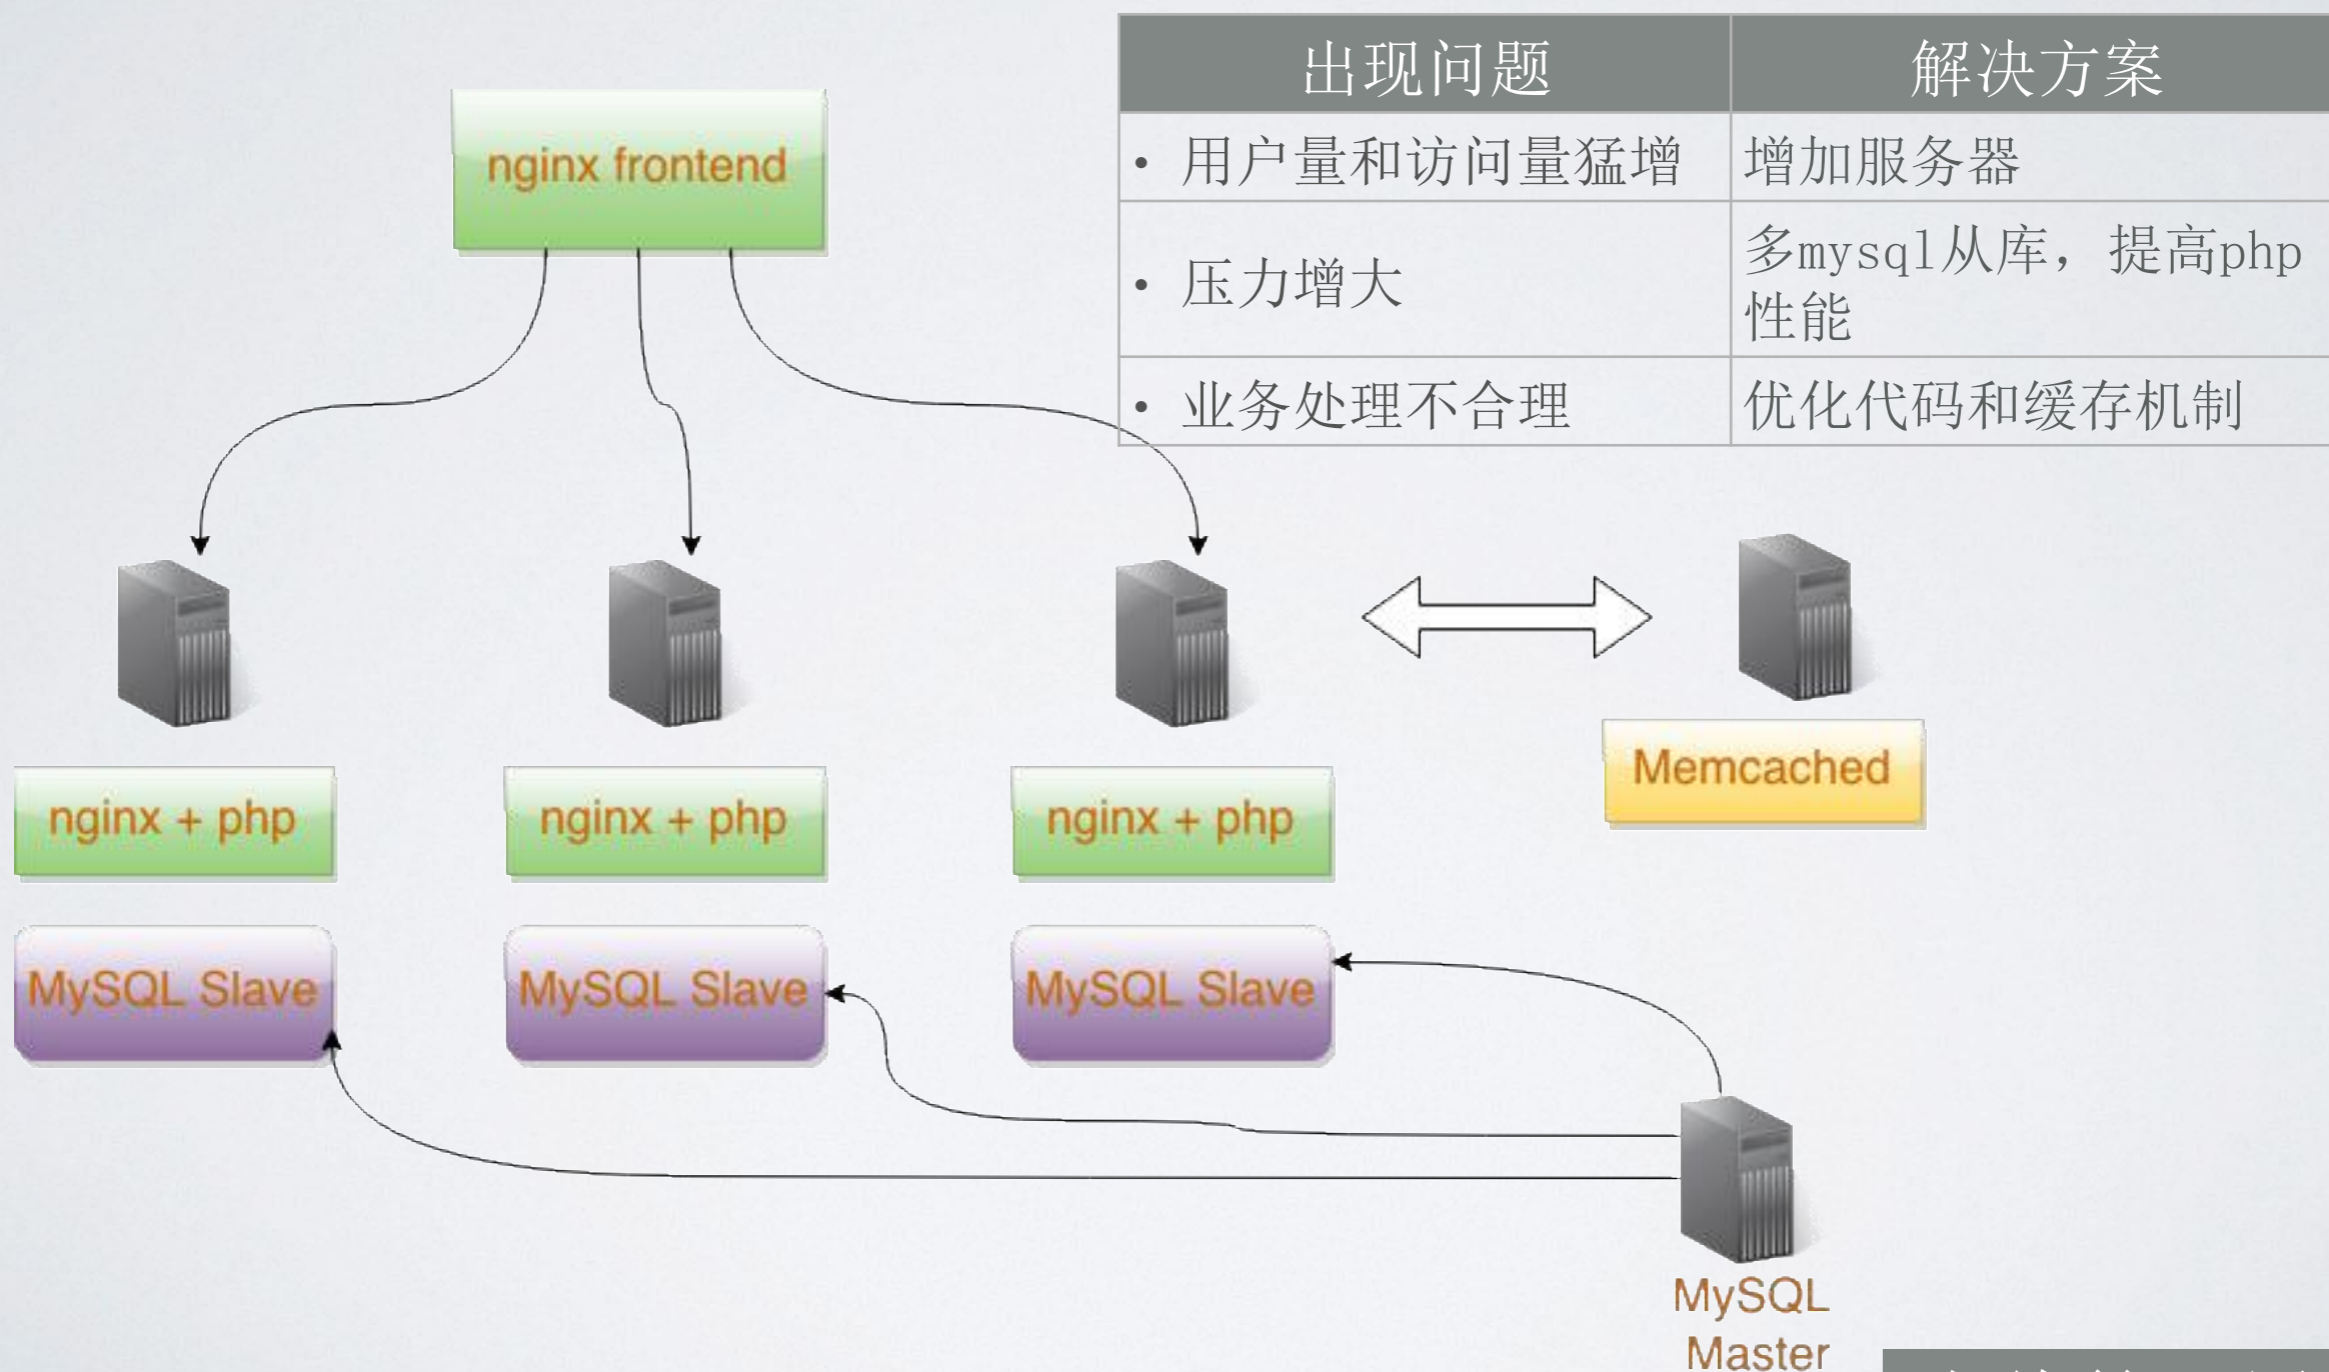 出现问题 解决方案
• 用户量和访问量猛增 增加服务器
• 压力增大 多mysql从库，提高php
性能
• 业务处理不合理 优化代码和缓存机制
nginx frontend
Memcached
nginx + php nginx + php nginx + php
MySQL Slave MySQL Slave MySQL Slave
MySQL
Master